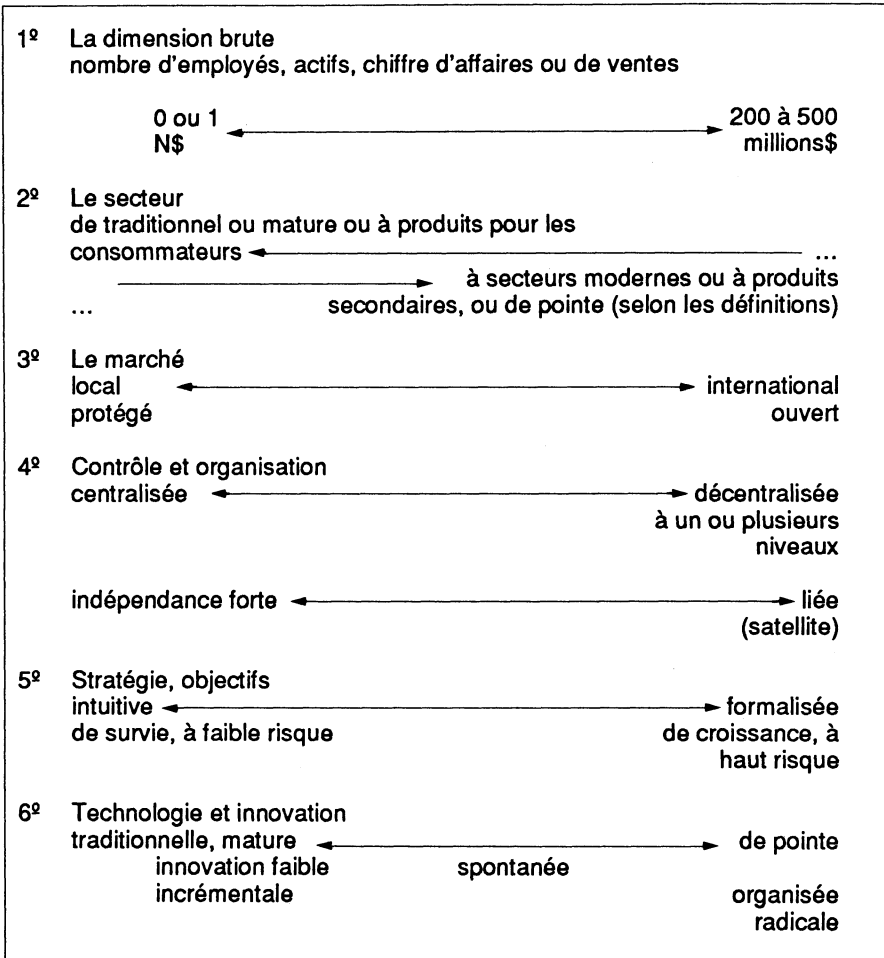 1º La dimension brute
nombre d'employés, actifs, chiffre d'affaires ou de ventes
0 ou 1 200 à 500
N$ millions$
2º Le secteur
de traditionnel ou mature ou à produits pour les
consommateurs ...
à secteurs modernes ou à produits
... secondaires, ou de pointe (selon les définitions)
3º Le marché
local international
protégé ouvert
4º Contrôle et organisation
centralisée décentralisée
à un ou plusieurs
niveaux
indépendance forte liée
(satellite)
5º Stratégie, objectifs
intuitive formalisée
de survie, à faible risque de croissance, à
haut risque
6º Technologie et innovation
traditionnelle, mature de pointe
innovation faible spontanée
incrémentale organisée
radicale